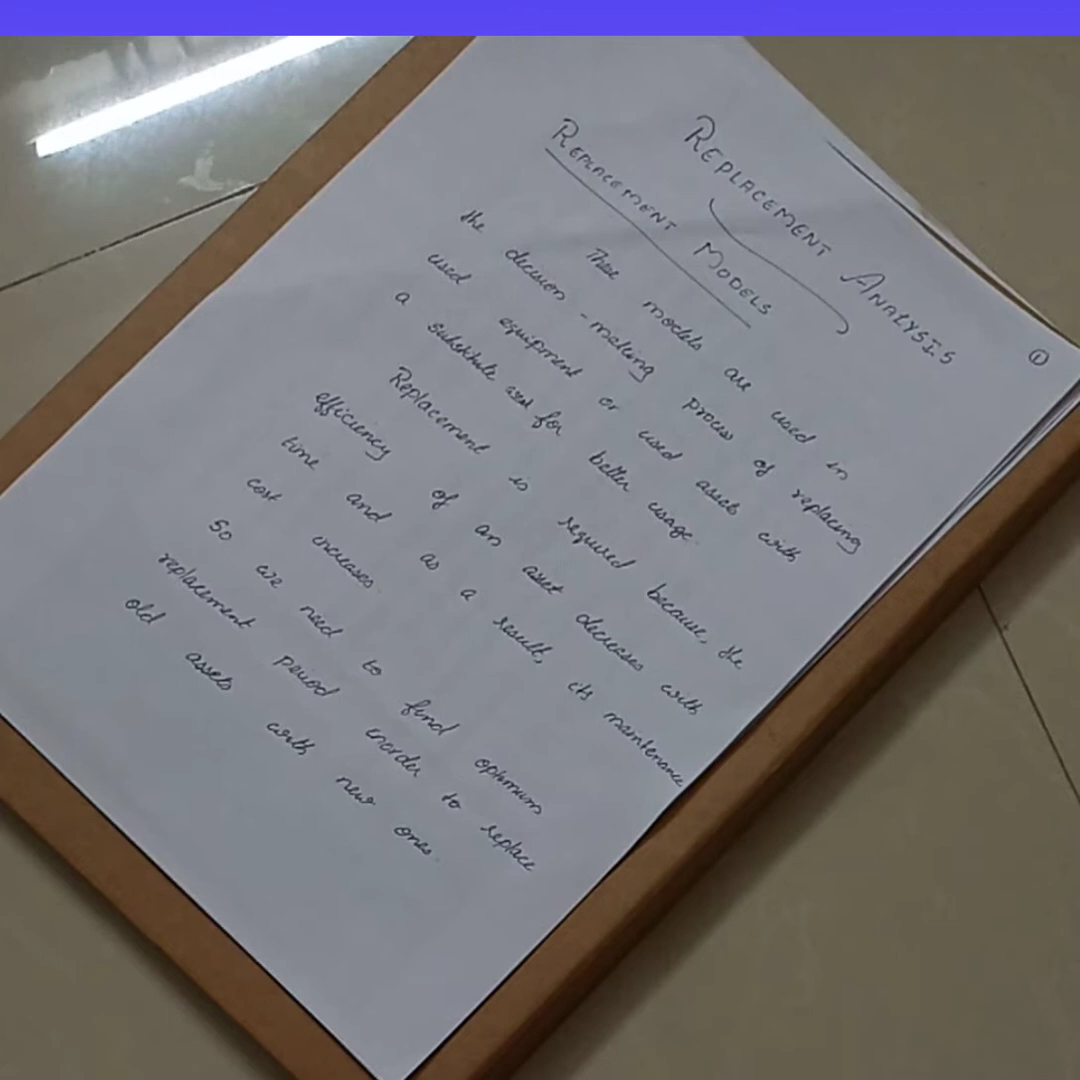 ①
REPLACEMENT ANALYSIS
REPLACEMENT MODELS
These models are used in
the decision-making process of replacing
used equipment or used assets with
a substitute asset for better usage.
Replacement is required because, the
efficiency of an asset decreases with
time and as a result, its maintenance
cost increases.
So we need to find optimum
replacement period inorder to replace
old assets with new ones.